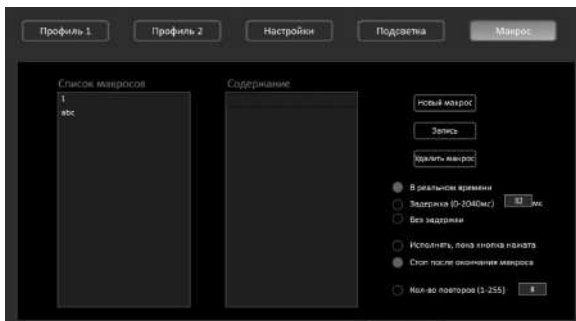 Профиль 1
Профиль 2
Настройки
Подсветка
Макрос
Список макросов
Содержание
1
abc
Новый макрос
Запись
Удалить макрос
В реальном времени
Задержка (0-2040мс) 32 мс
Без задержки
Исполнять, пока кнопка нажата
Стоп после окончания макроса
Кол-во повторов (1-255)